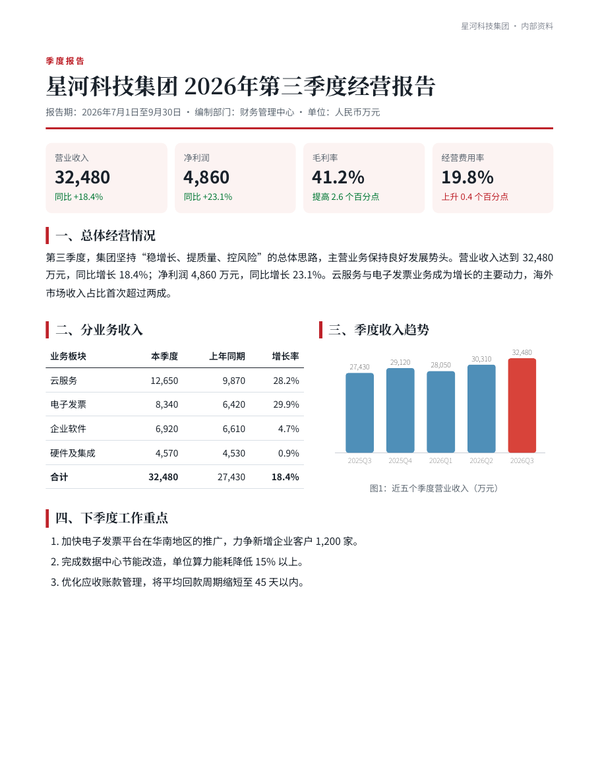 星河科技集团 · 内部资料
季度报告
星河科技集团 2026年第三季度经营报告
报告期：2026年7月1日至9月30日 · 编制部门：财务管理中心 · 单位：人民币万元
营业收入
32,480
同比 +18.4%
净利润
4,860
同比 +23.1%
毛利率
41.2%
提高 2.6 个百分点
经营费用率
19.8%
上升 0.4 个百分点
一、总体经营情况
第三季度，集团坚持“稳增长、提质量、控风险”的总体思路，主营业务保持良好发展势头。营业收入达到 32,480
万元，同比增长 18.4%；净利润 4,860 万元，同比增长 23.1%。云服务与电子发票业务成为增长的主要动力，海外
市场收入占比首次超过两成。
二、分业务收入
业务板块 本季度 上年同期 增长率
云服务 12,650 9,870 28.2%
电子发票 8,340 6,420 29.9%
企业软件 6,920 6,610 4.7%
硬件及集成 4,570 4,530 0.9%
合计 32,480 27,430 18.4%
三、季度收入趋势
27,430 29,120 28,050 30,310 32,480
2025Q3 2025Q4 2026Q1 2026Q2 2026Q3
图1：近五个季度营业收入（万元）
四、下季度工作重点
1. 加快电子发票平台在华南地区的推广，力争新增企业客户 1,200 家。
2. 完成数据中心节能改造，单位算力能耗降低 15% 以上。
3. 优化应收账款管理，将平均回款周期缩短至 45 天以内。